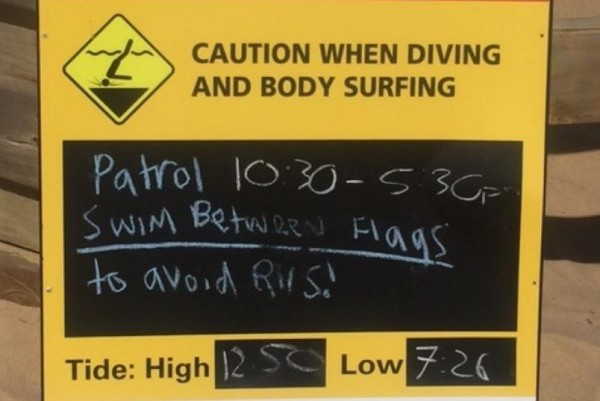 CAUTION WHEN DIVING
AND BODY SURFING
Patrol 10:30 - 5:30pm
SWIM Between Flags
to avoid RIPS!
Tide: High 12:50 Low 7:26